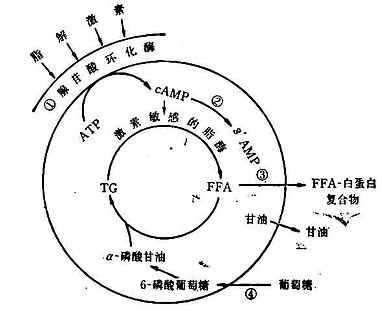 脂解激素
①腺苷酸环化酶
ATP
cAMP
②
5'AMP
激素敏感的脂酶
③
TG
FFA
FFA-白蛋白
复合物
甘油
甘油
α-磷酸甘油
6-磷酸葡萄糖
④
葡萄糖